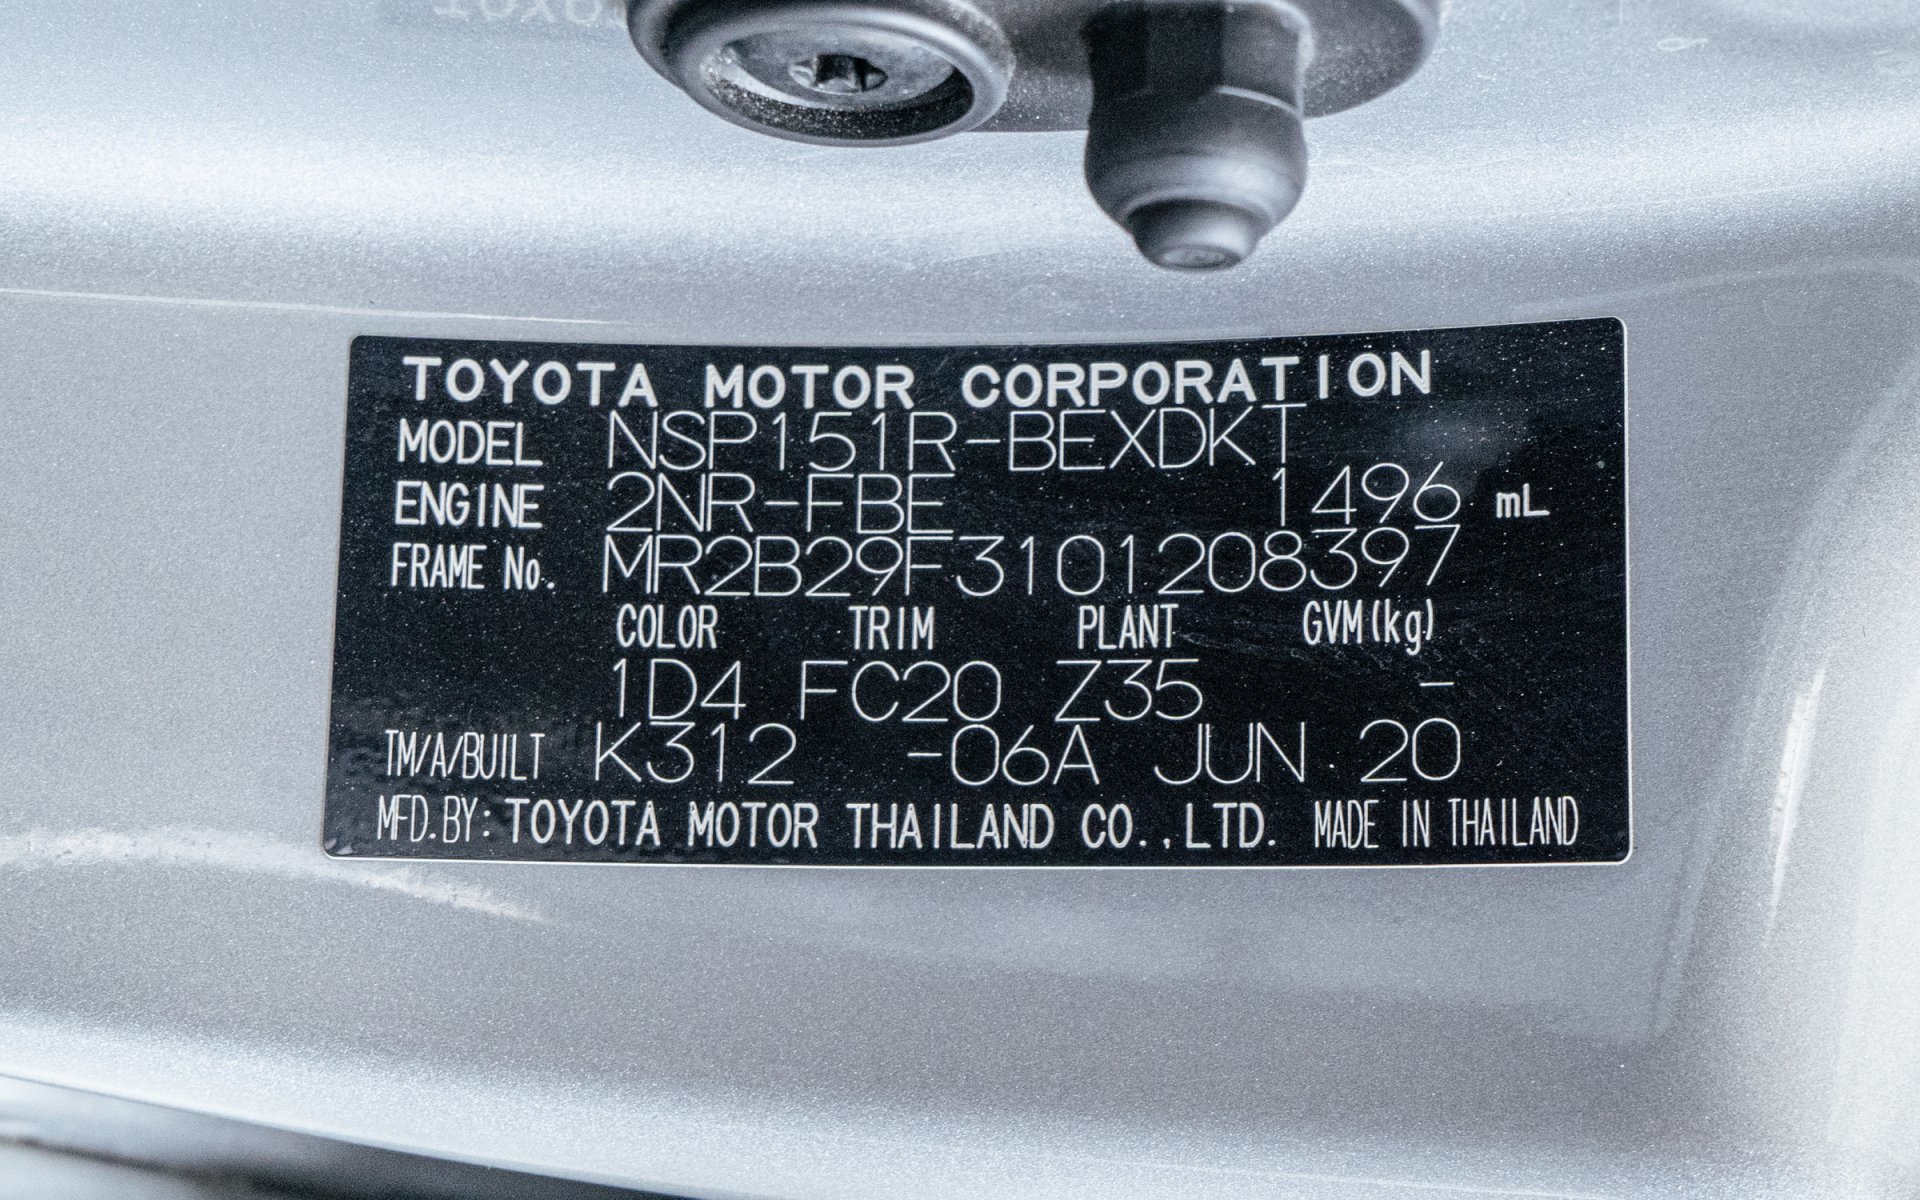 TOYOTA MOTOR CORPORATION
MODEL NSP151R-BEXDKT
ENGINE 2NR-FBE 1496 mL
FRAME No. MR2B29F3101208397
COLOR TRIM PLANT GVM(kg)
1D4 FC20 Z35 -
TM/A/BUILT K312 -06A JUN 20
MFD.BY: TOYOTA MOTOR THAILAND CO.,LTD. MADE IN THAILAND